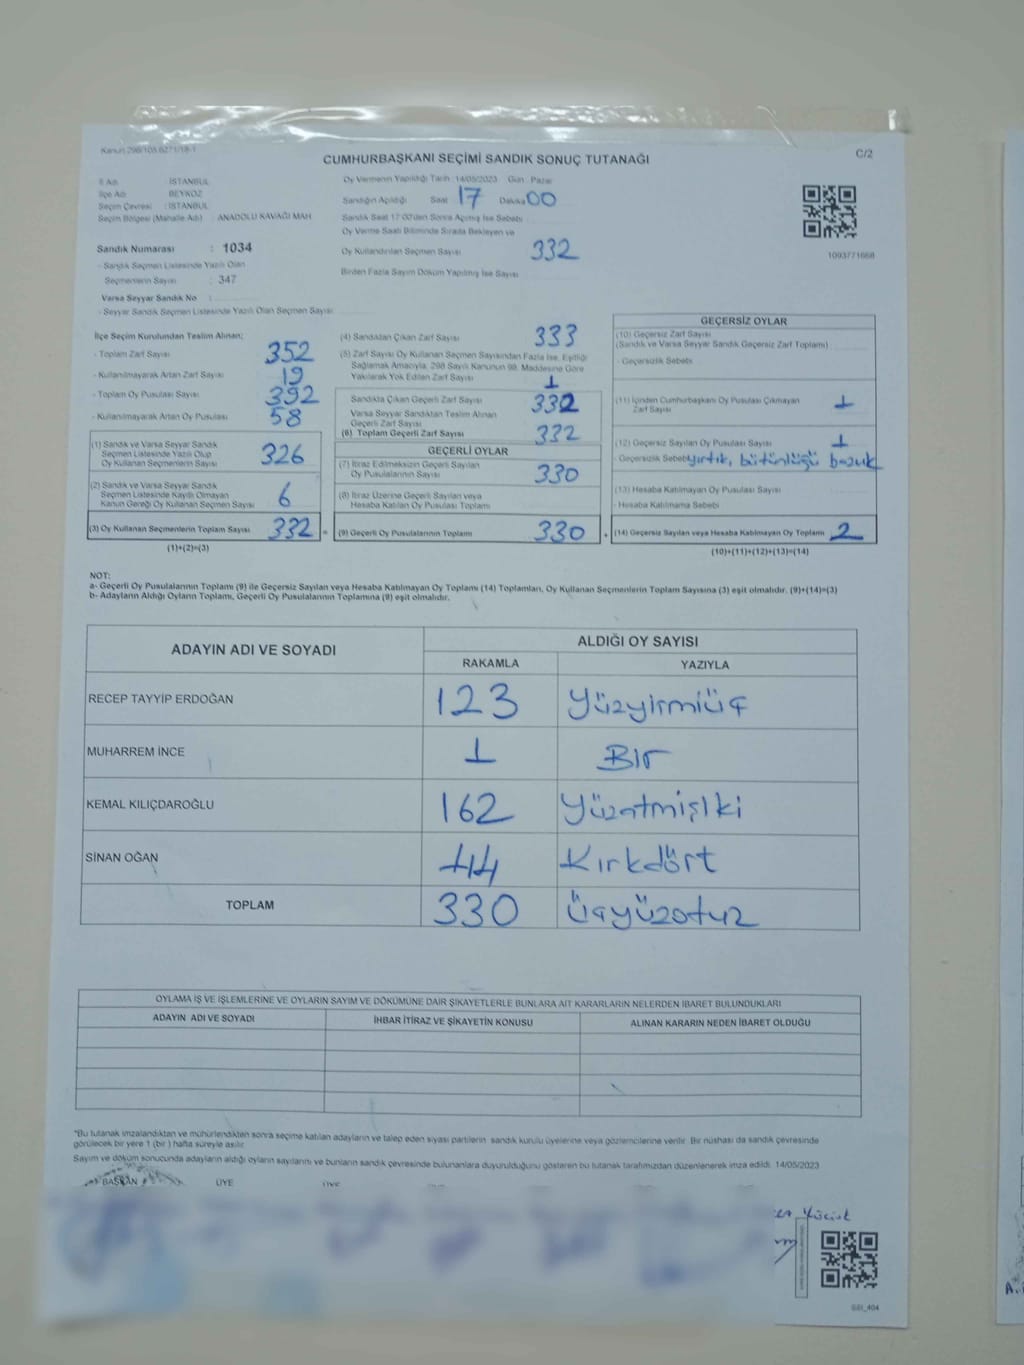 Kanun 298/105 6271/18-1
CUMHURBAŞKANI SEÇİMİ SANDIK SONUÇ TUTANAĞI
C/2
İl Adı : İSTANBUL
İlçe Adı : BEYKOZ
Seçim Çevresi : İSTANBUL
Seçim Bölgesi (Mahalle Adı) : ANADOLU KAVAĞI MAH
Sandık Numarası : 1034
- Sandık Seçmen Listesinde Yazılı Olan
Seçmenlerin Sayısı : 347
Varsa Seyyar Sandık No :
- Seyyar Sandık Seçmen Listesinde Yazılı Olan Seçmen Sayısı :
Oy Vermenin Yapıldığı Tarih : 14/05/2023 Gün : Pazar
Sandığın Açıldığı Saat : 17 Dakika : 00
Sandık Saat 17:00'den Sonra Açılmış İse Sebebi :
Oy Verme Saati Bitiminde Sırada Bekleyen ve
Oy Kullandırılan Seçmen Sayısı : 332
Birden Fazla Sayım Döküm Yapılmış İse Sayısı :
1093771668
İlçe Seçim Kurulundan Teslim Alınan;
- Toplam Zarf Sayısı : 352
- Kullanılmayarak Artan Zarf Sayısı : 19
- Toplam Oy Pusulası Sayısı : 392
- Kullanılmayarak Artan Oy Pusulası : 58
(1) Sandık ve Varsa Seyyar Sandık
Seçmen Listesinde Yazılı Olup
Oy Kullanan Seçmenlerin Sayısı : 326
(2) Sandık ve Varsa Seyyar Sandık
Seçmen Listesinde Kayıtlı Olmayan
Kanun Gereği Oy Kullanan Seçmen Sayısı : 6
(3) Oy Kullanan Seçmenlerin Toplam Sayısı : 332 =
(1)+(2)=(3)
(4) Sandıktan Çıkan Zarf Sayısı : 333
(5) Zarf Sayısı Oy Kullanan Seçmen Sayısından Fazla İse, Eşitliği
Sağlamak Amacıyla, 298 Sayılı Kanunun 98. Maddesine Göre
Yakılarak Yok Edilen Zarf Sayısı : 1
Sandıkta Çıkan Geçerli Zarf Sayısı : 332
Varsa Seyyar Sandıktan Teslim Alınan
Geçerli Zarf Sayısı :
(6) Toplam Geçerli Zarf Sayısı : 332
GEÇERLİ OYLAR
(7) İtiraz Edilmeksizin Geçerli Sayılan
Oy Pusulalarının Sayısı : 330
(8) İtiraz Üzerine Geçerli Sayılan veya
Hesaba Katılan Oy Pusulası Toplamı :
(9) Geçerli Oy Pusulalarının Toplamı : 330 +
GEÇERSİZ OYLAR
(10) Geçersiz Zarf Sayısı
(Sandık ve Varsa Seyyar Sandık Geçersiz Zarf Toplamı) :
- Geçersizlik Sebebi :
(11) İçinden Cumhurbaşkanı Oy Pusulası Çıkmayan
Zarf Sayısı : 1
(12) Geçersiz Sayılan Oy Pusulası Sayısı : 1
- Geçersizlik Sebebi : yırtık, bütünlüğü bozuk
(13) Hesaba Katılmayan Oy Pusulası Sayısı :
- Hesaba Katılmama Sebebi :
(14) Geçersiz Sayılan veya Hesaba Katılmayan Oy Toplamı : 2
(10)+(11)+(12)+(13)=(14)
NOT:
a- Geçerli Oy Pusulalarının Toplamı (9) ile Geçersiz Sayılan veya Hesaba Katılmayan Oy Toplamı (14) Toplamları, Oy Kullanan Seçmenlerin Toplam Sayısına (3) eşit olmalıdır. (9)+(14)=(3)
b- Adayların Aldığı Oyların Toplamı, Geçerli Oy Pusulalarının Toplamına (9) eşit olmalıdır.
ADAYIN ADI VE SOYADI
ALDIĞI OY SAYISI
RAKAMLA YAZIYLA
RECEP TAYYİP ERDOĞAN 123 Yüzyirmiüç
MUHARREM İNCE 1 Bir
KEMAL KILIÇDAROĞLU 162 Yüzatmışiki
SİNAN OĞAN 44 Kırkdört
TOPLAM 330 Üçyüzotuz
OYLAMA İŞ VE İŞLEMLERİNE VE OYLARIN SAYIM VE DÖKÜMÜNE DAİR ŞİKAYETLERLE BUNLARA AİT KARARLARIN NELERDEN İBARET BULUNDUKLARI
ADAYIN ADI VE SOYADI İHBAR İTİRAZ VE ŞİKAYETİN KONUSU ALINAN KARARIN NEDEN İBARET OLDUĞU
*Bu tutanak imzalandıktan ve mühürlendikten sonra seçime katılan adayların ve talep eden siyasi partilerin sandık kurulu üyelerine veya gözlemcilerine verilir. Bir nüshası da sandık çevresinde
görülecek bir yere 1 (bir) hafta süreyle asılır.
Sayım ve döküm sonucunda adayların aldığı oyların sayılarını ve bunların sandık çevresinde bulunanlara duyurulduğunu gösteren bu tutanak tarafımızdan düzenlenerek imza edildi. 14/05/2023
BAŞKAN ÜYE ÜYE
SSI_404